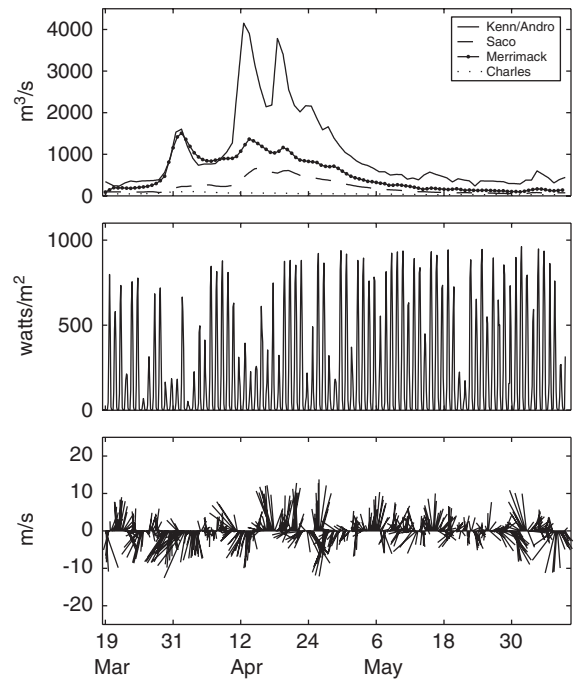 Kenn/Andro
Saco
Merrimack
Charles
m³/s
4000
3000
2000
1000
0
watts/m²
1000
500
0
m/s
20
10
0
-10
-20
19 31 12 24 6 18 30
Mar Apr May